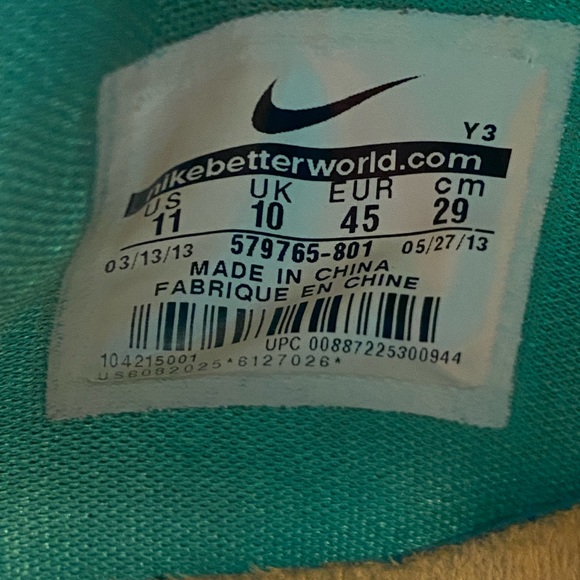 Y3
nikebetterworld.com
US UK EUR cm
11 10 45 29
03/13/13 579765-801 05/27/13
MADE IN CHINA
FABRIQUE EN CHINE
UPC 00887225300944
104215001
US6082025*6127026*